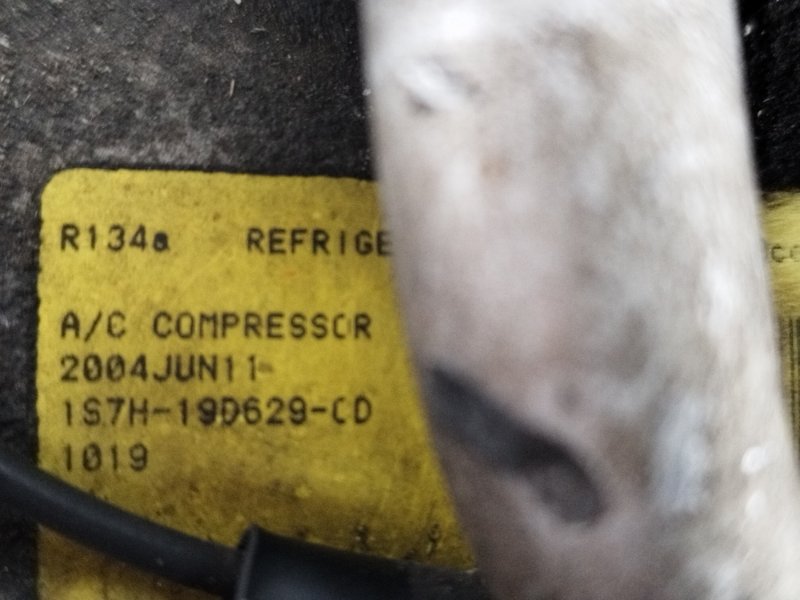 R134a REFRIGE
A/C COMPRESSOR
2004JUN11
1S7H-19D629-CD
1019